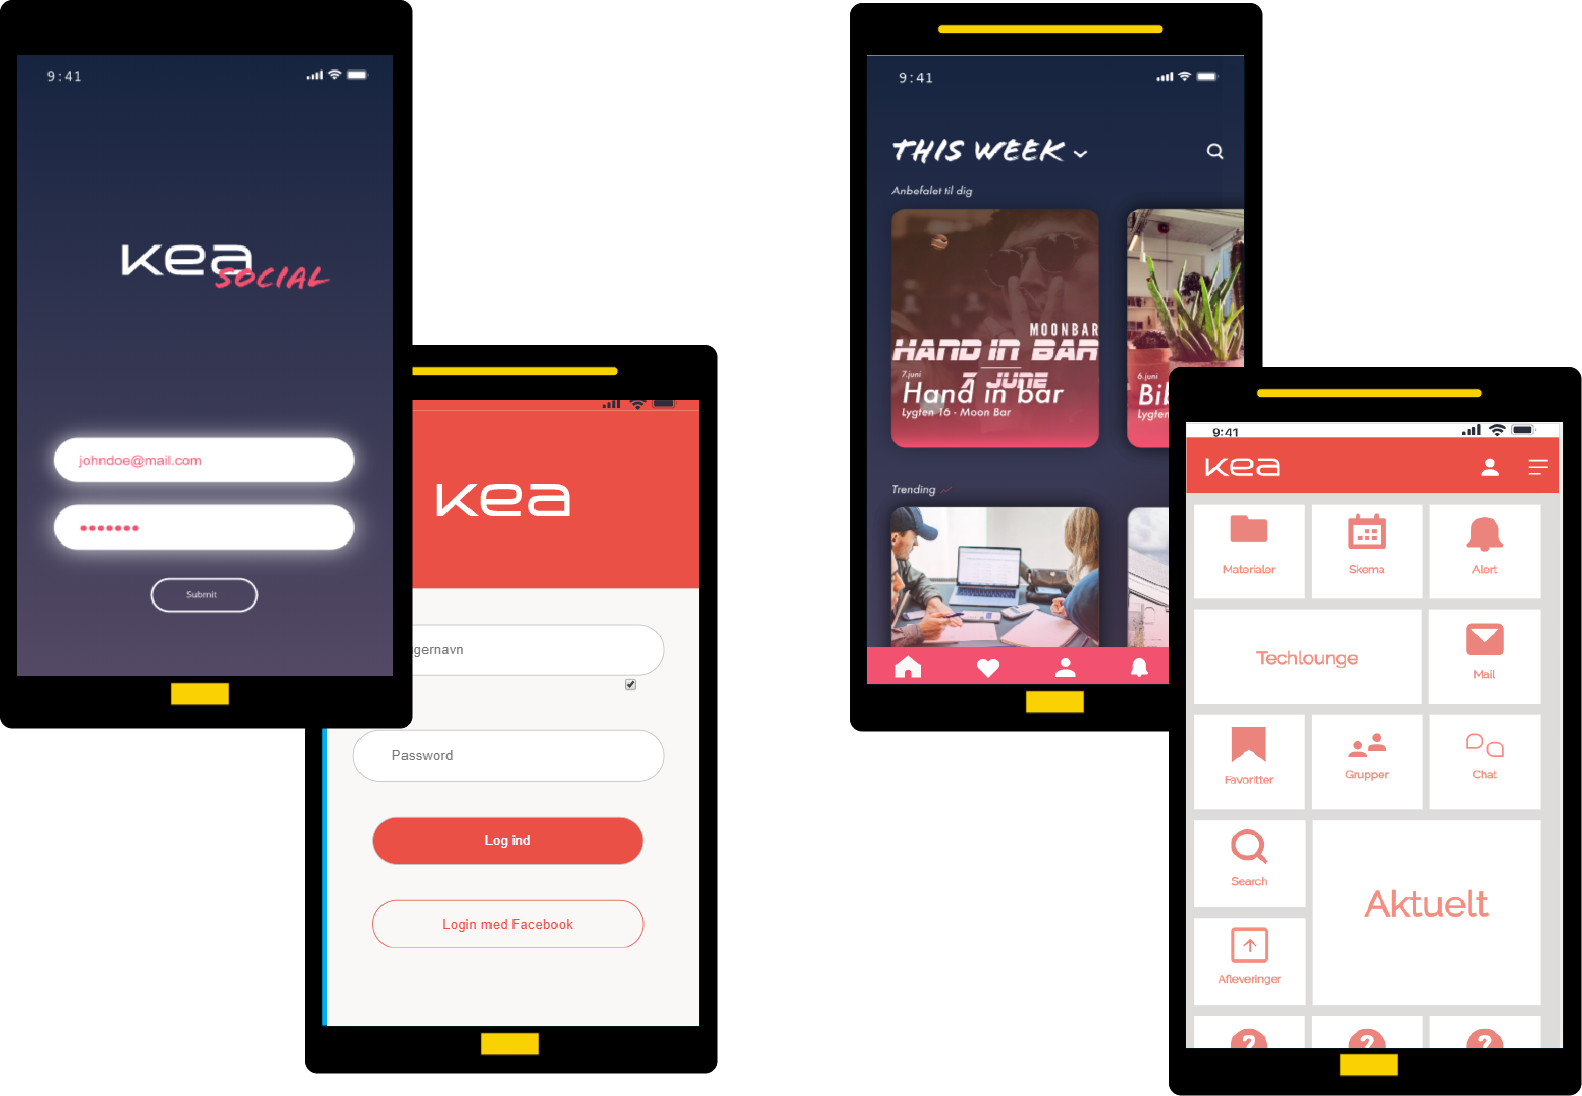 9:41
kea
SOCIAL
johndoe@mail.com
Submit
kea
gernavn
Password
Log ind
Login med Facebook
9:41
THIS WEEK
Anbefalet til dig
MOONBAR
HAND IN BAR
7 JUNE
7.juni
Hand in bar
Lygten 16 - Moon Bar
6.juni
Bib
Lygten
Trending
9:41
kea
Materialer
Skema
Alert
Techlounge
Mail
Favoritter
Grupper
Chat
Search
Aktuelt
Afleveringer
? ? ?